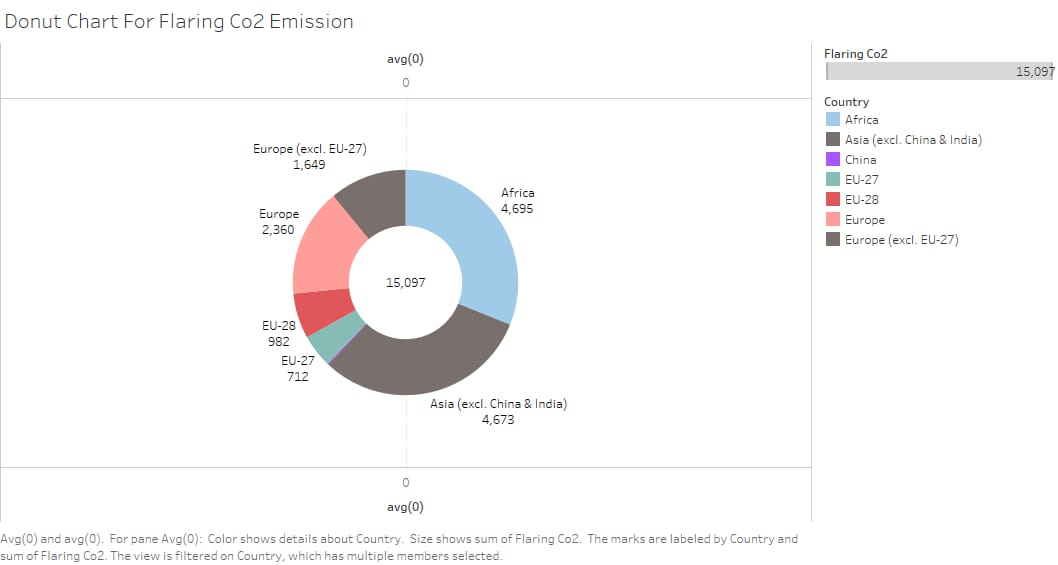 Donut Chart For Flaring Co2 Emission
avg(0)
0
Europe (excl. EU-27)
1,649
Africa
4,695
Europe
2,360
15,097
EU-28
982
EU-27
712
Asia (excl. China & India)
4,673
0
avg(0)
Flaring Co2
15,097
Country
Africa
Asia (excl. China & India)
China
EU-27
EU-28
Europe
Europe (excl. EU-27)
Avg(0) and avg(0). For pane Avg(0): Color shows details about Country. Size shows sum of Flaring Co2. The marks are labeled by Country and
sum of Flaring Co2. The view is filtered on Country, which has multiple members selected.